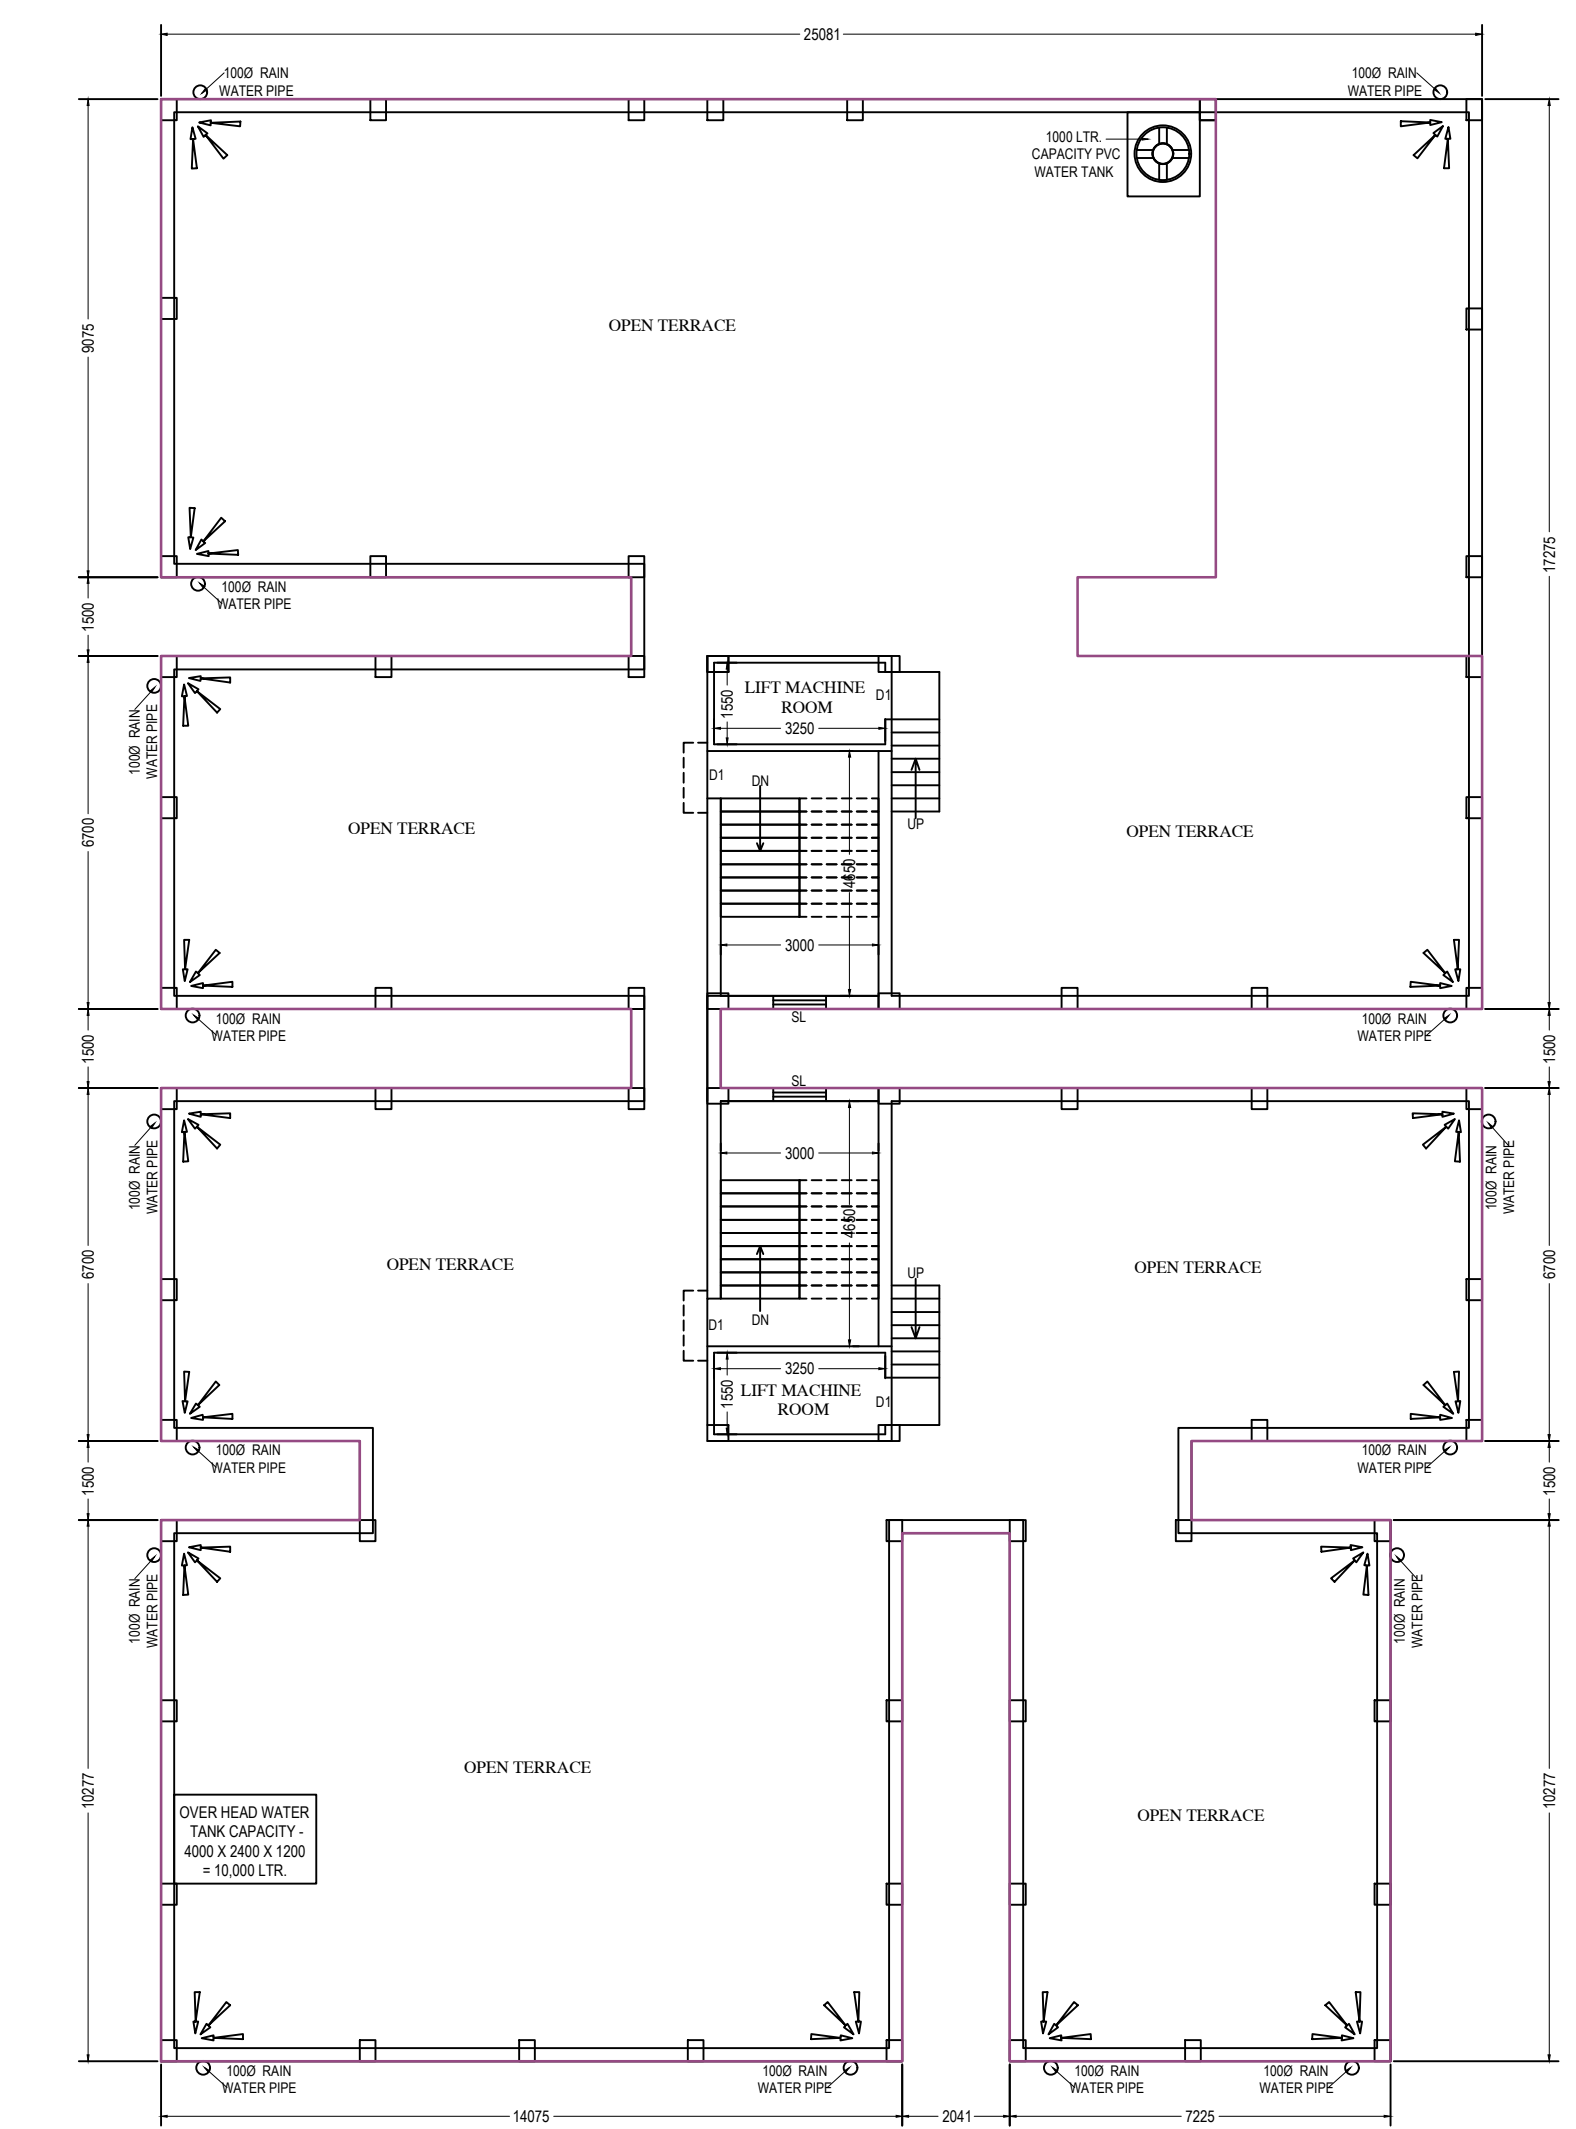 25081
100Ø RAIN
WATER PIPE
100Ø RAIN
WATER PIPE
1000 LTR.
CAPACITY PVC
WATER TANK
OPEN TERRACE
9075
17275
100Ø RAIN
WATER PIPE
1500
LIFT MACHINE
ROOM
D1
1550
3250
100Ø RAIN
WATER PIPE
D1
DN
UP
6700
OPEN TERRACE
OPEN TERRACE
4650
3000
100Ø RAIN
WATER PIPE
SL
100Ø RAIN
WATER PIPE
1500
1500
SL
100Ø RAIN
WATER PIPE
3000
100Ø RAIN
WATER PIPE
4650
6700
OPEN TERRACE
OPEN TERRACE
6700
UP
D1
DN
3250
1550
LIFT MACHINE
ROOM
D1
100Ø RAIN
WATER PIPE
100Ø RAIN
WATER PIPE
1500
1500
100Ø RAIN
WATER PIPE
100Ø RAIN
WATER PIPE
OPEN TERRACE
10277
OVER HEAD WATER
TANK CAPACITY -
4000 X 2400 X 1200
= 10,000 LTR.
OPEN TERRACE
10277
100Ø RAIN
WATER PIPE
100Ø RAIN
WATER PIPE
100Ø RAIN
WATER PIPE
100Ø RAIN
WATER PIPE
14075
2041
7225